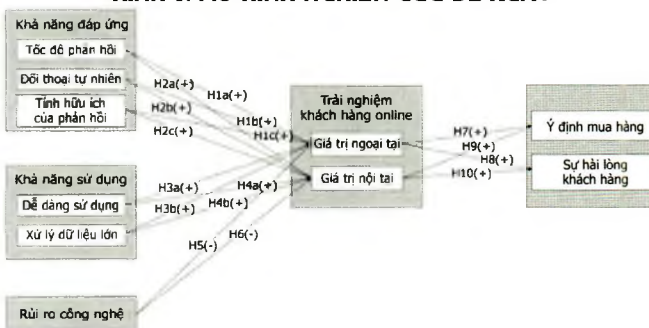 Khả năng đáp ứng
Tốc độ phản hồi
Đối thoại tự nhiên
Tính hữu ích
của phản hồi
H2a(+)
H1a(+)
H2b(+)
H1b(+)
H2c(+)
H1c(+)
Khả năng sử dụng
Dễ dàng sử dụng
Xử lý dữ liệu lớn
H3a(+)
H4a(+)
H3b(+)
H4b(+)
H5(-)
H6(-)
Rủi ro công nghệ
Trải nghiệm
khách hàng online
Giá trị ngoại tại
Giá trị nội tại
H7(+)
H9(+)
H8(+)
H10(+)
Ý định mua hàng
Sự hài lòng
khách hàng